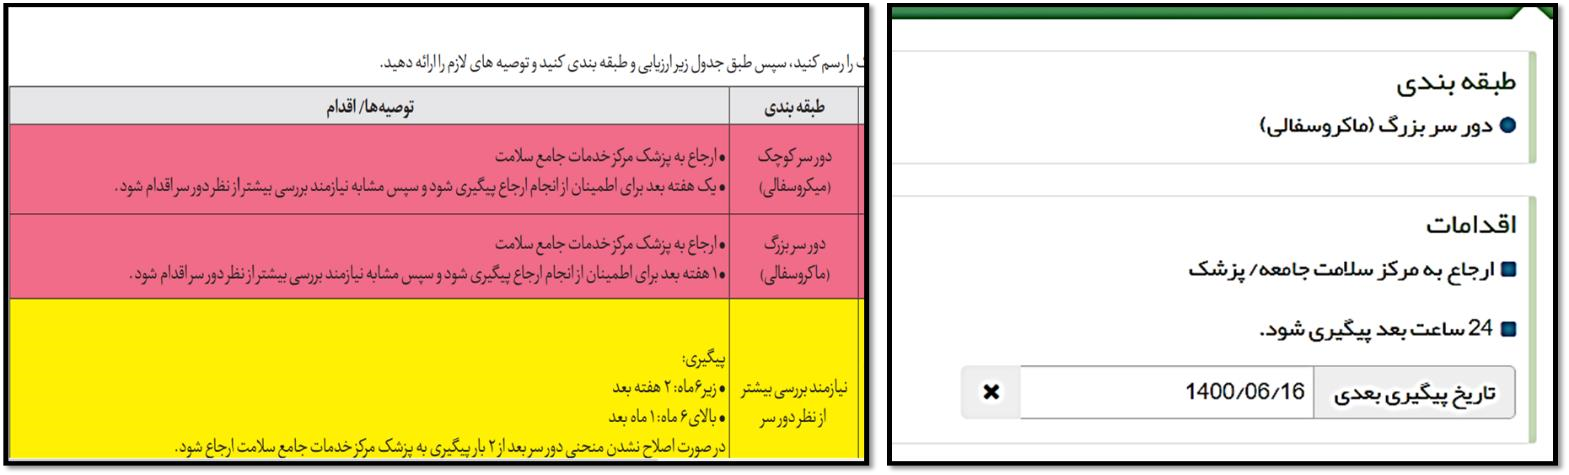 را رسم کنید، سپس طبق جدول زیر ارزیابی و طبقه بندی کنید و توصیه های لازم را ارائه دهید.
طبقه بندی
توصیه‌ها/ اقدام
دور سر کوچک
(میکروسفالی)
• ارجاع به پزشک مرکز خدمات جامع سلامت
• یک هفته بعد برای اطمینان از انجام ارجاع پیگیری شود و سپس مشابه نیازمند بررسی بیشتر از نظر دور سر اقدام شود.
دور سر بزرگ
(ماکروسفالی)
• ارجاع به پزشک مرکز خدمات جامع سلامت
• ۱ هفته بعد برای اطمینان از انجام ارجاع پیگیری شود و سپس مشابه نیازمند بررسی بیشتر از نظر دور سر اقدام شود.
نیازمند بررسی بیشتر
از نظر دور سر
پیگیری:
• زیر ۶ ماه: ۲ هفته بعد
• بالای ۶ ماه: ۱ ماه بعد
در صورت اصلاح نشدن منحنی دور سر بعد از ۲ بار پیگیری به پزشک مرکز خدمات جامع سلامت ارجاع شود.
طبقه بندی
دور سر بزرگ (ماکروسفالی)
اقدامات
ارجاع به مرکز سلامت جامعه/ پزشک
24 ساعت بعد پیگیری شود.
تاریخ پیگیری بعدی
1400/06/16